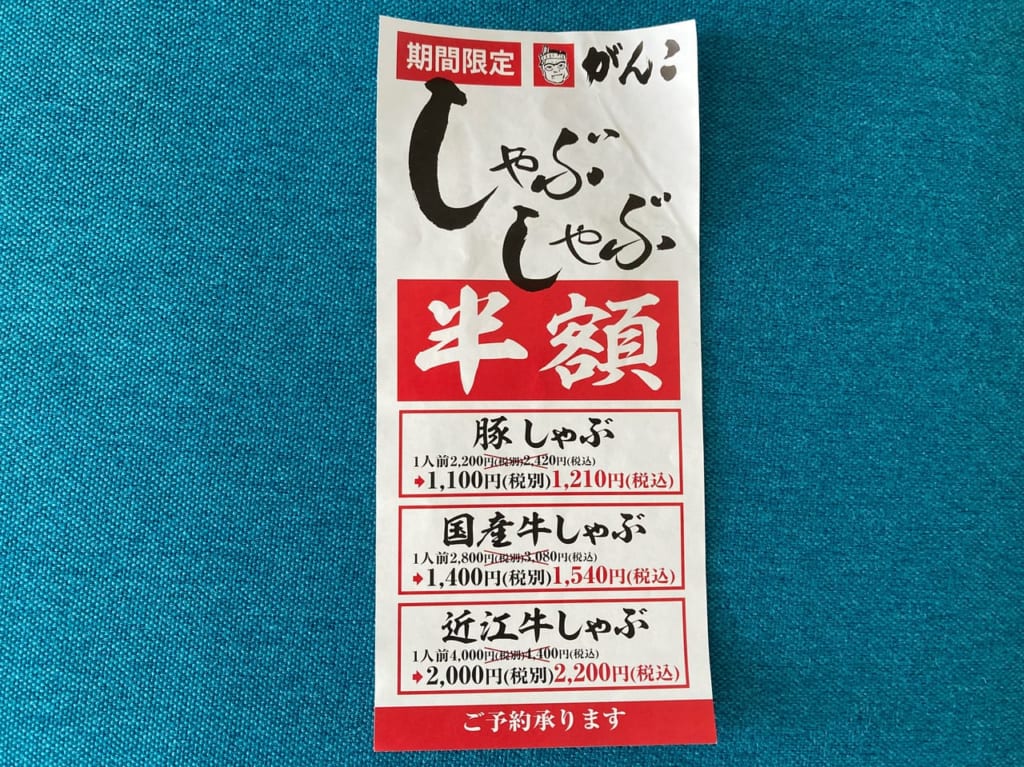 期間限定 がんこ
しゃぶ
しゃぶ
半額
豚しゃぶ
1人前2,200円(税別)2,420円(税込)
➡1,100円(税別)1,210円(税込)
国産牛しゃぶ
1人前2,800円(税別)3,080円(税込)
➡1,400円(税別)1,540円(税込)
近江牛しゃぶ
1人前4,000円(税別)4,400円(税込)
➡2,000円(税別)2,200円(税込)
ご予約承ります